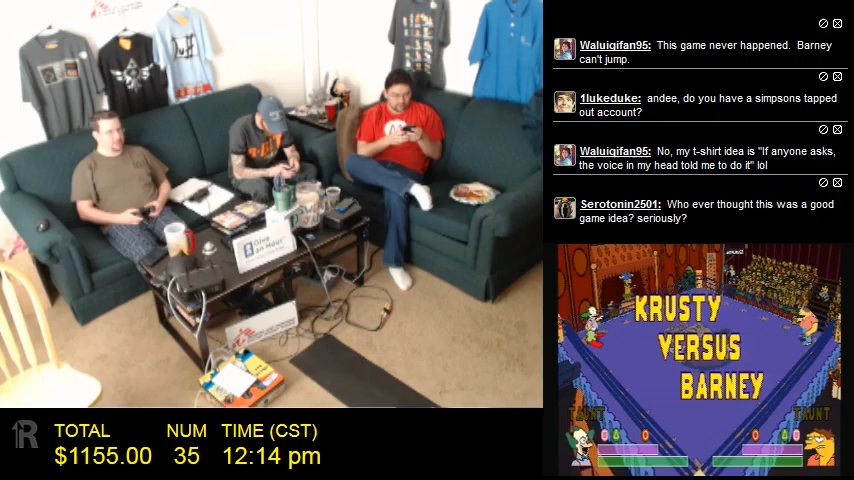 Waluigifan95: This game never happened. Barney
can't jump.
1lukeduke: andee, do you have a simpsons tapped
out account?
Waluigifan95: No, my t-shirt idea is "If anyone asks,
the voice in my head told me to do it" lol
Serotonin2501: Who ever thought this was a good
game idea? seriously?
Give
an Hour
KRUSTY
VERSUS
BARNEY
TAUNT TAUNT
R
TOTAL NUM TIME (CST)
$1155.00 35 12:14 pm